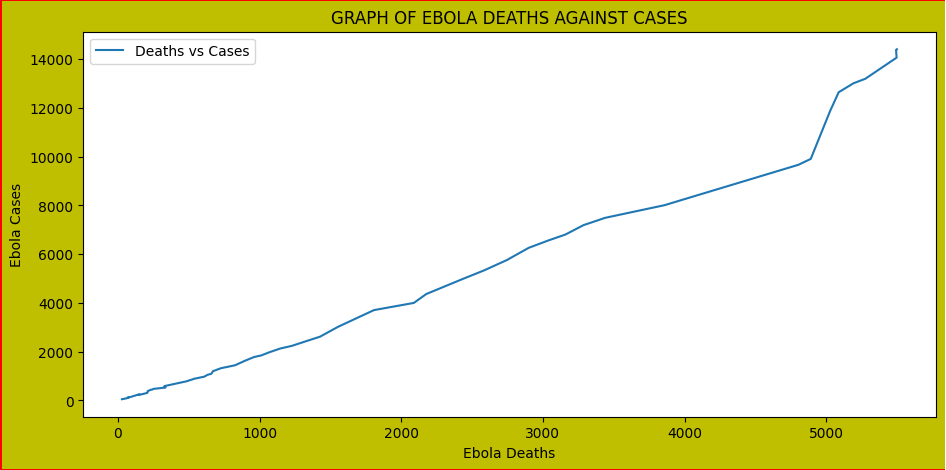 GRAPH OF EBOLA DEATHS AGAINST CASES
Deaths vs Cases
14000
12000
10000
8000
6000
4000
2000
0
Ebola Cases
0 1000 2000 3000 4000 5000
Ebola Deaths